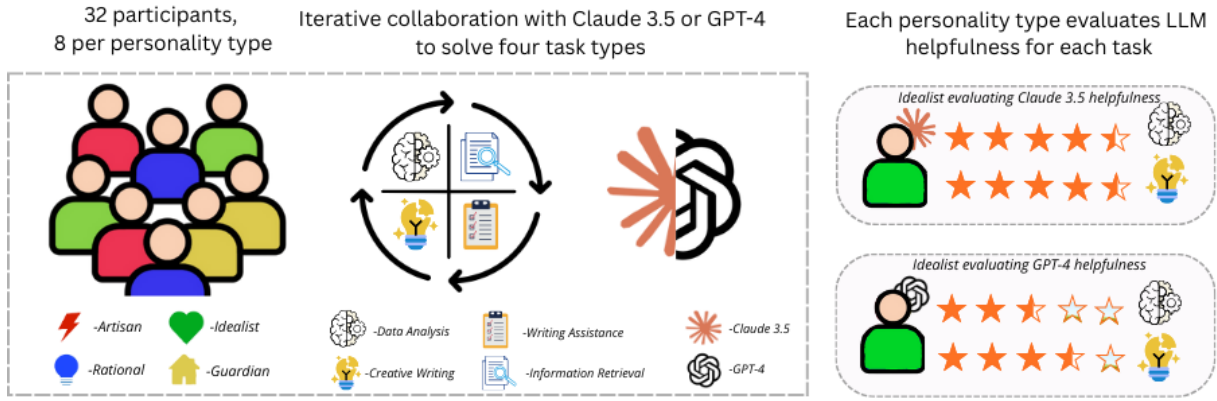 32 participants,
8 per personality type
Iterative collaboration with Claude 3.5 or GPT-4
to solve four task types
Each personality type evaluates LLM
helpfulness for each task
-Artisan
-Idealist
-Rational
-Guardian
-Data Analysis
-Writing Assistance
-Creative Writing
-Information Retrieval
-Claude 3.5
-GPT-4
Idealist evaluating Claude 3.5 helpfulness
Idealist evaluating GPT-4 helpfulness